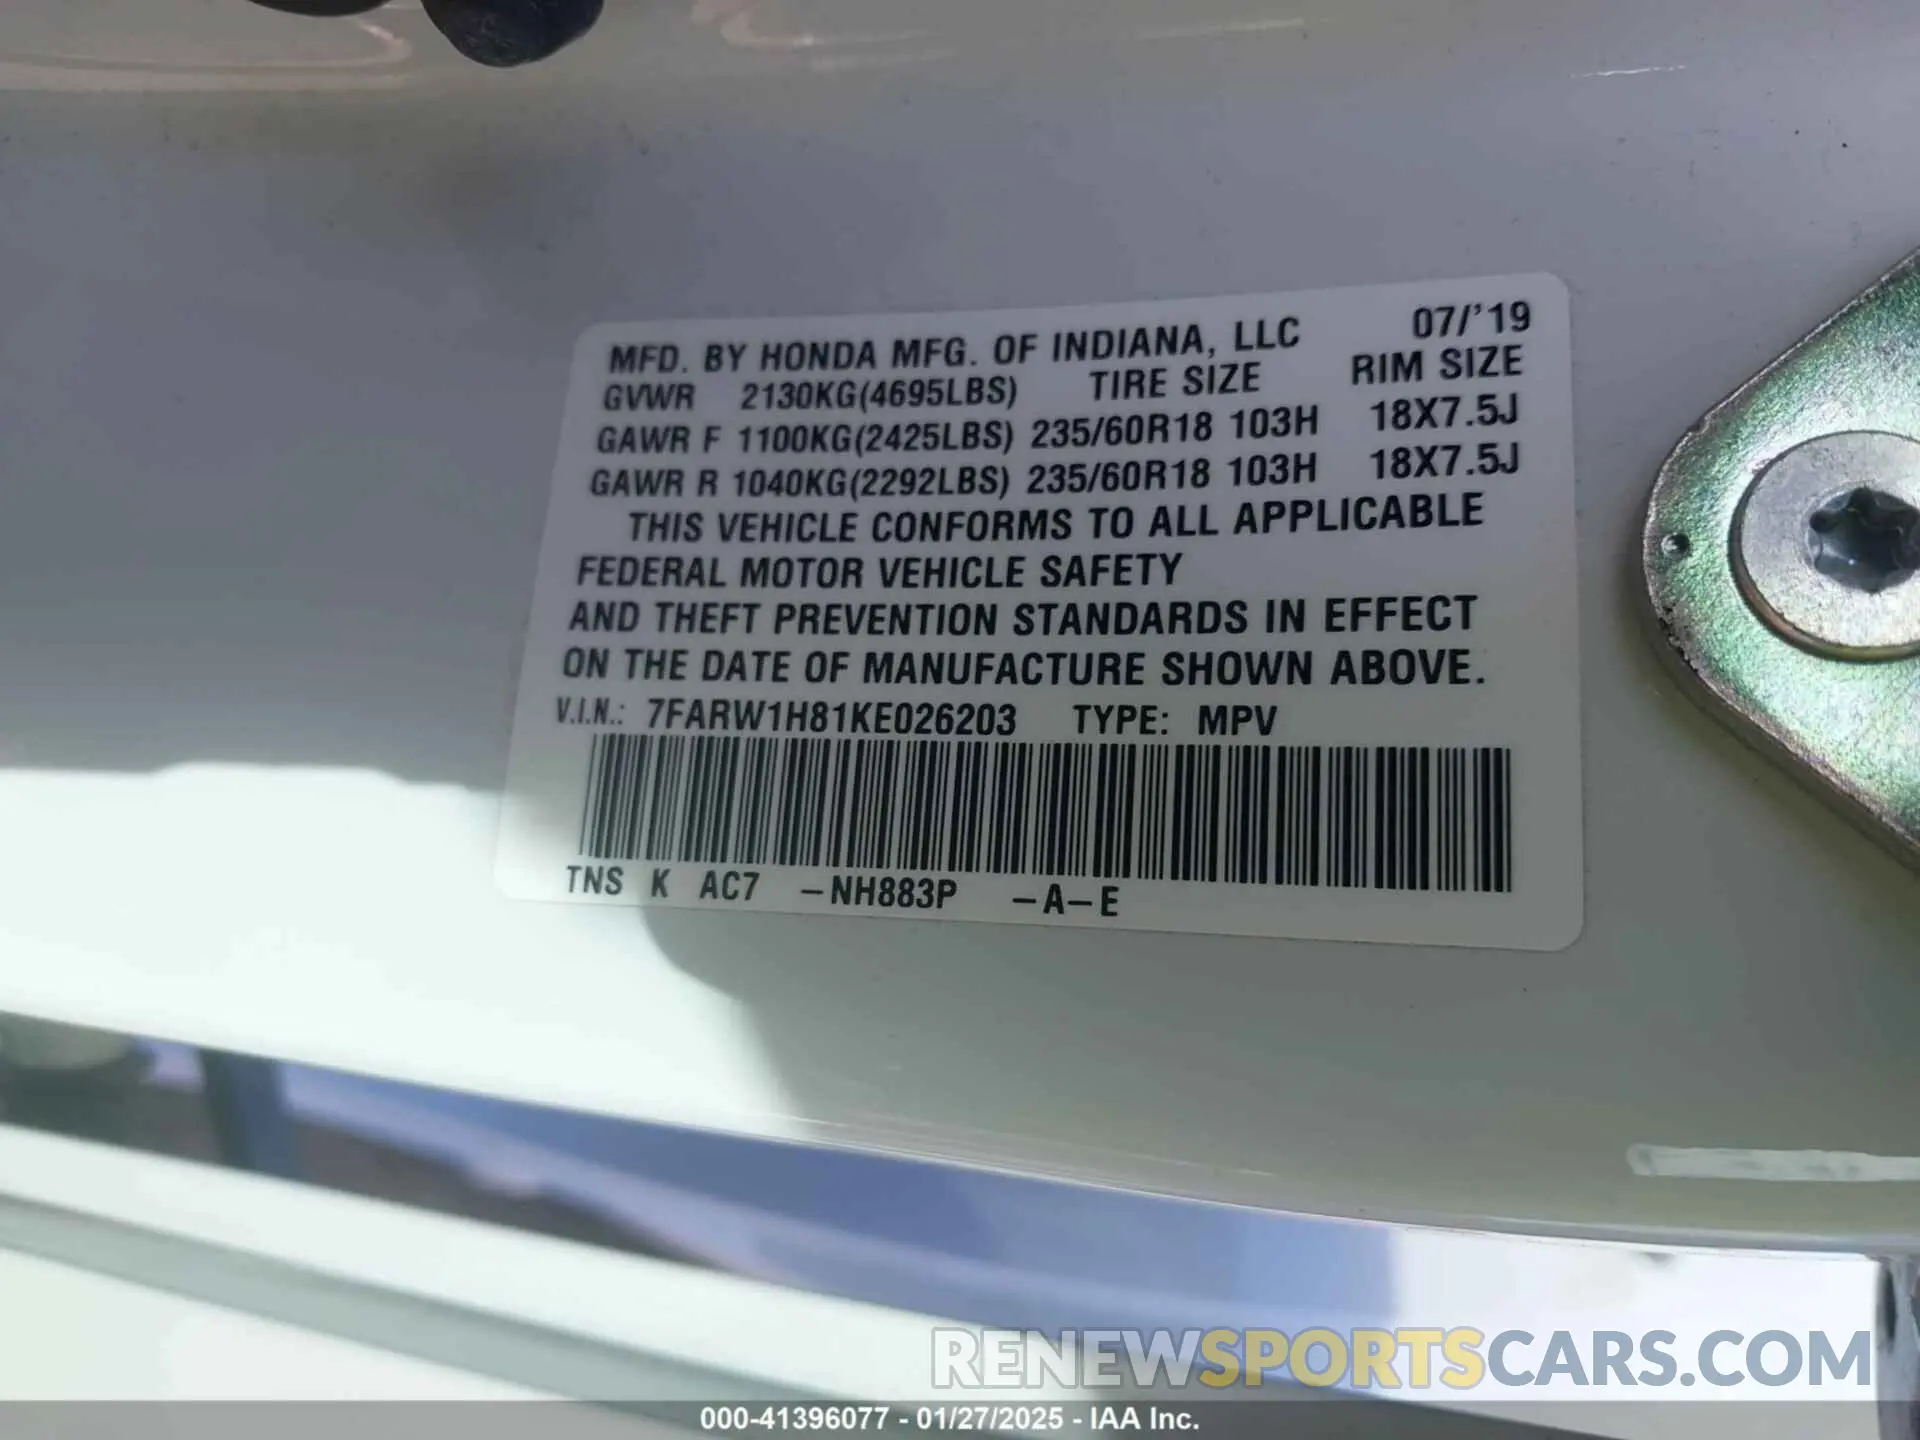 MFD. BY HONDA MFG. OF INDIANA, LLC 07/'19
GVWR 2130KG(4695LBS) TIRE SIZE RIM SIZE
GAWR F 1100KG(2425LBS) 235/60R18 103H 18X7.5J
GAWR R 1040KG(2292LBS) 235/60R18 103H 18X7.5J
THIS VEHICLE CONFORMS TO ALL APPLICABLE
FEDERAL MOTOR VEHICLE SAFETY
AND THEFT PREVENTION STANDARDS IN EFFECT
ON THE DATE OF MANUFACTURE SHOWN ABOVE.
V.I.N.: 7FARW1H81KE026203 TYPE: MPV
TNS K AC7 -NH883P -A-E
RENEWSPORTSCARS.COM
000-41396077 - 01/27/2025 - IAA Inc.